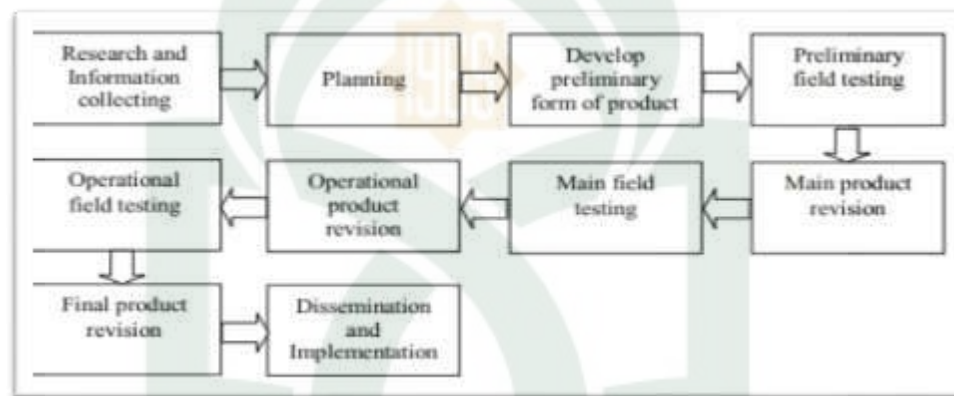 Research and
Information
collecting
Planning
Develop
preliminary
form of product
Preliminary
field testing
Main product
revision
Main field
testing
Operational
product
revision
Operational
field testing
Final product
revision
Dissemination
and
Implementation